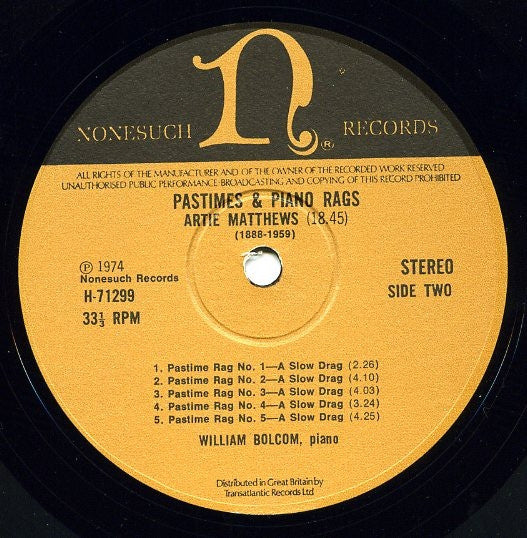 n
NONESUCH ® RECORDS
ALL RIGHTS OF THE MANUFACTURER AND OF THE OWNER OF THE RECORDED WORK RESERVED
UNAUTHORISED PUBLIC PERFORMANCE·BROADCASTING AND COPYING OF THIS RECORD PROHIBITED
PASTIMES & PIANO RAGS
ARTIE MATTHEWS (18.45)
(1888-1959)
℗ 1974
Nonesuch Records
H-71299
33⅓ RPM
STEREO
SIDE TWO
1. Pastime Rag No. 1—A Slow Drag (2.26)
2. Pastime Rag No. 2—A Slow Drag (4.10)
3. Pastime Rag No. 3—A Slow Drag (4.03)
4. Pastime Rag No. 4—A Slow Drag (3.24)
5. Pastime Rag No. 5—A Slow Drag (4.25)
WILLIAM BOLCOM, piano
Distributed in Great Britain by
Transatlantic Records Ltd